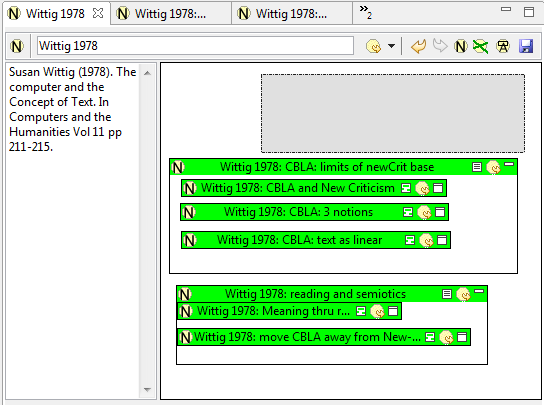 N Wittig 1978 N Wittig 1978:... N Wittig 1978:... »2
N Wittig 1978 N N
Susan Wittig (1978). The
computer and the
Concept of Text. In
Computers and the
Humanities Vol 11 pp
211-215.
N Wittig 1978: CBLA: limits of newCrit base
N Wittig 1978: CBLA and New Criticism
N Wittig 1978: CBLA: 3 notions
N Wittig 1978: CBLA: text as linear
N Wittig 1978: reading and semiotics
N Wittig 1978: Meaning thru r...
N Wittig 1978: move CBLA away from New-...